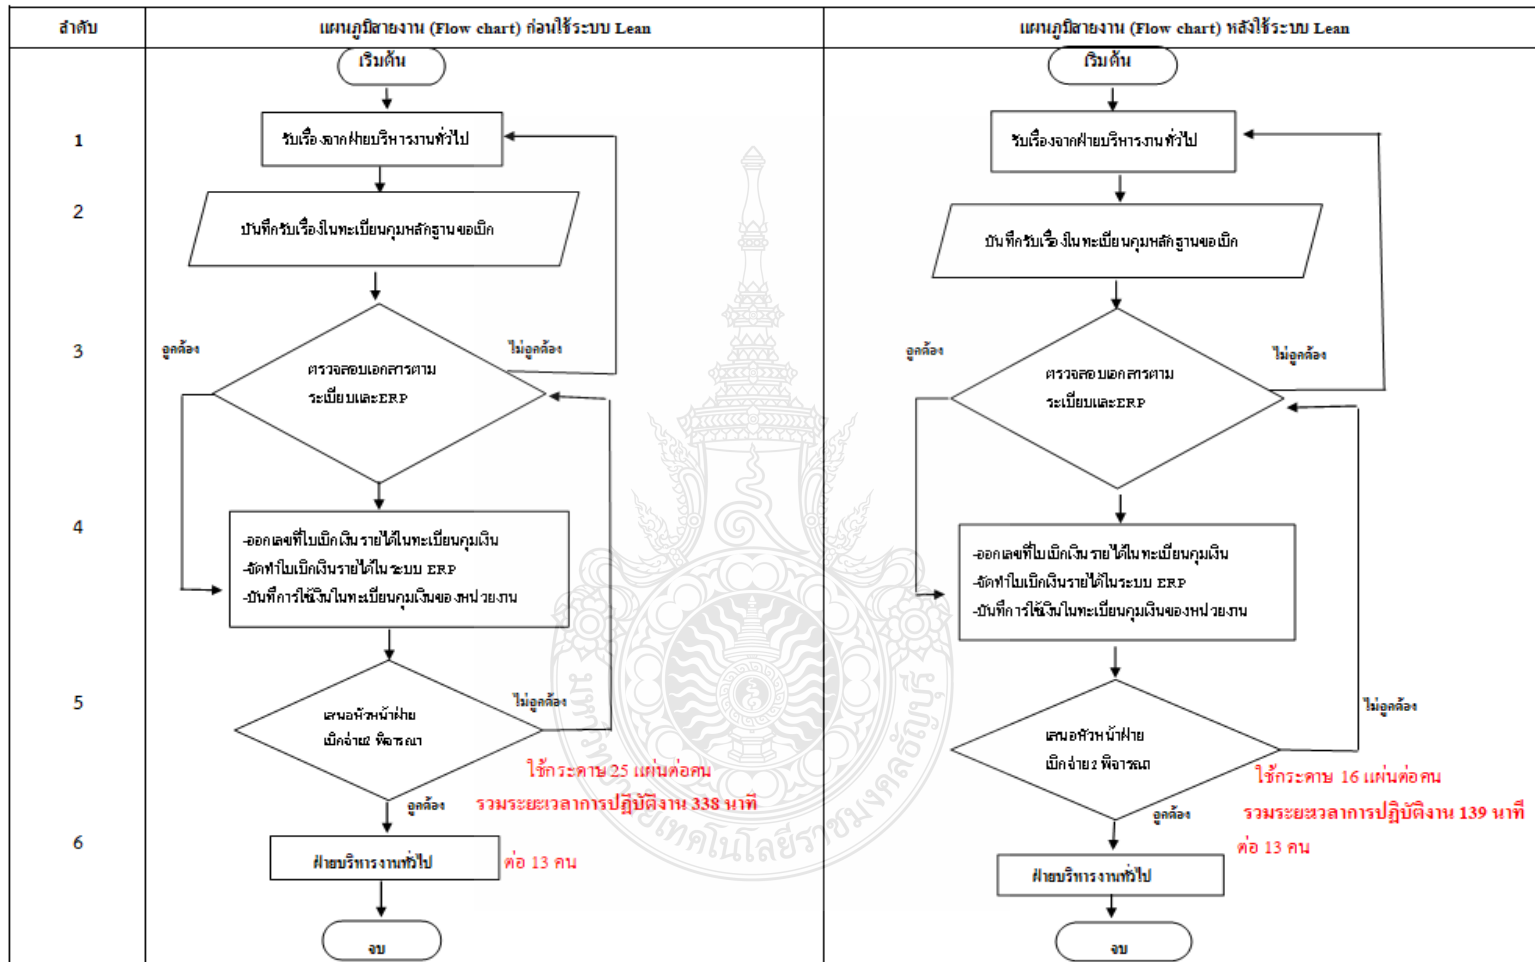 ลำดับ
แผนภูมิสายงาน (Flow chart) ก่อนใช้ระบบ Lean
แผนภูมิสายงาน (Flow chart) หลังใช้ระบบ Lean
เริ่มต้น
1
รับเรื่องจากฝ่ายบริหารงานทั่วไป
2
บันทึกรับเรื่องในทะเบียนคุมหลักฐานขอเบิก
3
ถูกต้อง
ไม่ถูกต้อง
ตรวจสอบเอกสารตาม
ระเบียบและERP
4
-ออกเลขที่ใบเบิกเงินรายได้ในทะเบียนคุมเงิน
-จัดทำใบเบิกเงินรายได้ในระบบ ERP
-บันทึการใช้เงินในทะเบียนคุมเงินของหน่วยงาน
5
ไม่ถูกต้อง
เสนอหัวหน้าฝ่าย
เบิกจ่าย2 พิจารณา
ใช้กระดาษ 25 แผ่นต่อคน
รวมระยะเวลาการปฏิบัติงาน 338 นาที
ถูกต้อง
6
ฝ่ายบริหารงานทั่วไป
ต่อ 13 คน
จบ
เริ่มต้น
รับเรื่องจากฝ่ายบริหารงานทั่วไป
บันทึกรับเรื่องในทะเบียนคุมหลักฐานขอเบิก
ถูกต้อง
ไม่ถูกต้อง
ตรวจสอบเอกสารตาม
ระเบียบและERP
-ออกเลขที่ใบเบิกเงินรายได้ในทะเบียนคุมเงิน
-จัดทำใบเบิกเงินรายได้ในระบบ ERP
-บันทึการใช้เงินในทะเบียนคุมเงินของหน่วยงาน
ไม่ถูกต้อง
เสนอหัวหน้าฝ่าย
เบิกจ่าย2 พิจารณา
ใช้กระดาษ 16 แผ่นต่อคน
รวมระยะเวลาการปฏิบัติงาน 139 นาที
ถูกต้อง
ต่อ 13 คน
ฝ่ายบริหารงานทั่วไป
จบ
มหาวิทยาลัยเทคโนโลยีราชมงคลธัญบุรี